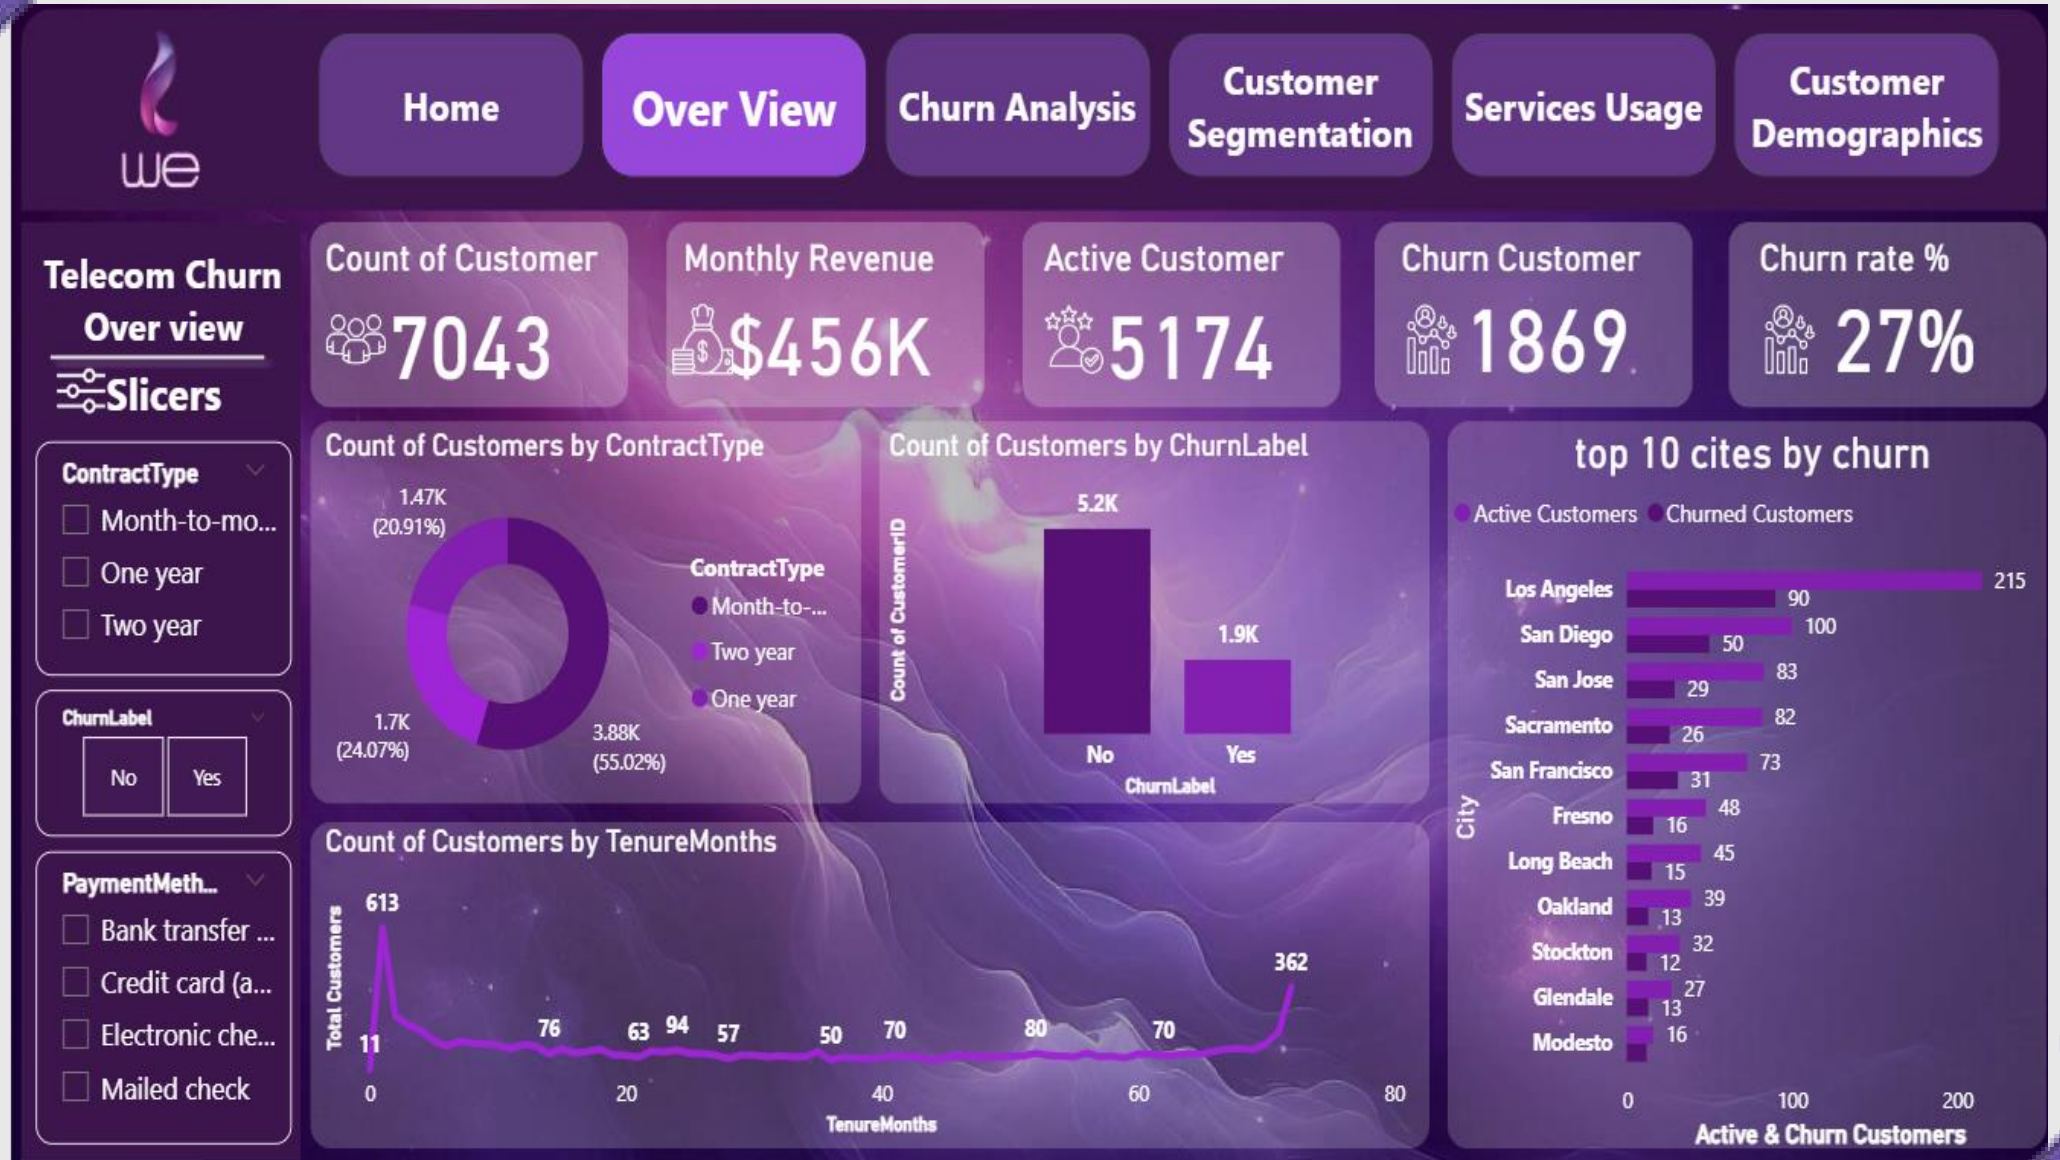 we
Home
Over View
Churn Analysis
Customer
Segmentation
Services Usage
Customer
Demographics
Telecom Churn
Over view
Slicers
ContractType
Month-to-mo...
One year
Two year
ChurnLabel
No
Yes
PaymentMeth...
Bank transfer ...
Credit card (a...
Electronic che...
Mailed check
Count of Customer
7043
Monthly Revenue
$456K
Active Customer
5174
Churn Customer
1869
Churn rate %
27%
Count of Customers by ContractType
1.47K
(20.91%)
1.7K
(24.07%)
3.88K
(55.02%)
ContractType
Month-to-...
Two year
One year
Count of Customers by ChurnLabel
Count of CustomerID
5.2K
1.9K
No
Yes
ChurnLabel
Count of Customers by TenureMonths
Total Customers
613
11
76
63
94
57
50
70
80
70
362
0
20
40
60
80
TenureMonths
top 10 cites by churn
Active Customers
Churned Customers
City
Los Angeles
215
90
San Diego
100
50
San Jose
83
29
Sacramento
82
26
San Francisco
73
31
Fresno
48
16
Long Beach
45
15
Oakland
39
13
Stockton
32
12
Glendale
27
13
Modesto
16
0
100
200
Active & Churn Customers